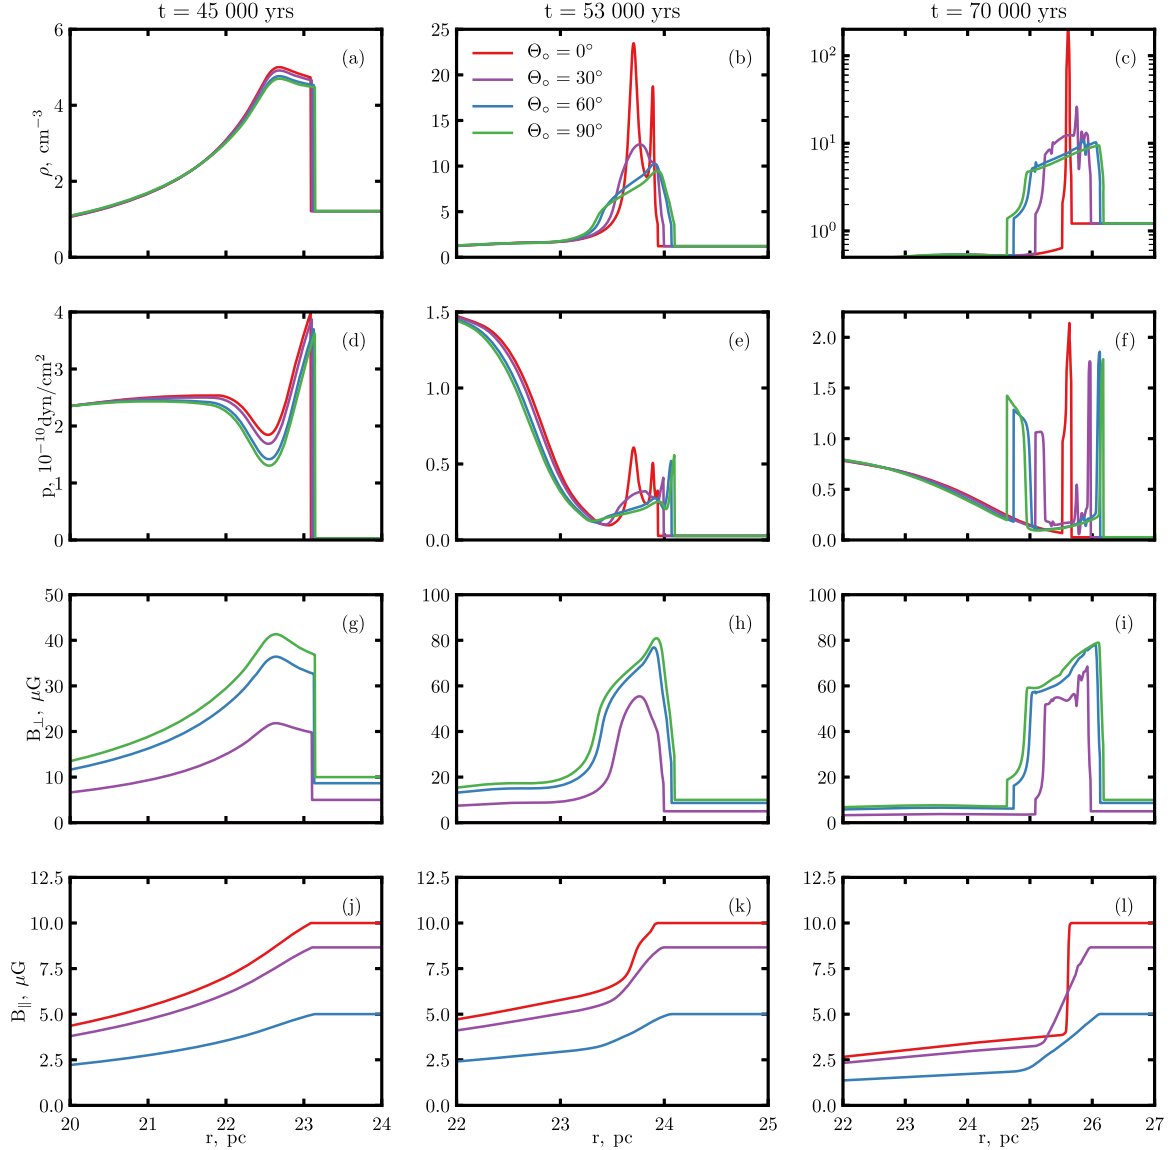 t = 45 000 yrs t = 53 000 yrs t = 70 000 yrs
6 4 2 0
ρ, cm⁻³
(a)
25 20 15 10 5 0
Θ∘ = 0°
Θ∘ = 30°
Θ∘ = 60°
Θ∘ = 90°
(b)
10² 10¹ 10⁰
(c)
4 3 2 1 0
p, 10⁻¹⁰dyn/cm²
(d)
1.5 1.0 0.5 0.0
(e)
2.0 1.5 1.0 0.5 0.0
(f)
50 40 30 20 10 0
B⊥, μG
(g)
100 80 60 40 20 0
(h)
100 80 60 40 20 0
(i)
12.5 10.0 7.5 5.0 2.5 0.0
B∥, μG
(j)
20 21 22 23 24
r, pc
12.5 10.0 7.5 5.0 2.5 0.0
(k)
22 23 24 25
r, pc
12.5 10.0 7.5 5.0 2.5 0.0
(l)
22 23 24 25 26 27
r, pc